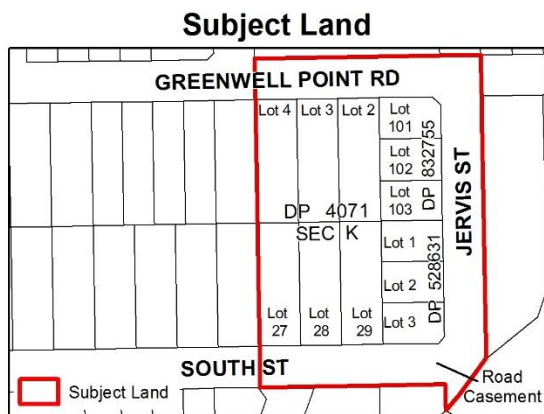 Subject Land
GREENWELL POINT RD
Lot 4
Lot 3
Lot 2
Lot
101
Lot
102
Lot
103
DP 832755
JERVIS ST
DP 4071
SEC K
Lot 1
Lot 2
Lot 3
DP 528631
Lot
27
Lot
28
Lot
29
SOUTH ST
Road
Casement
Subject Land